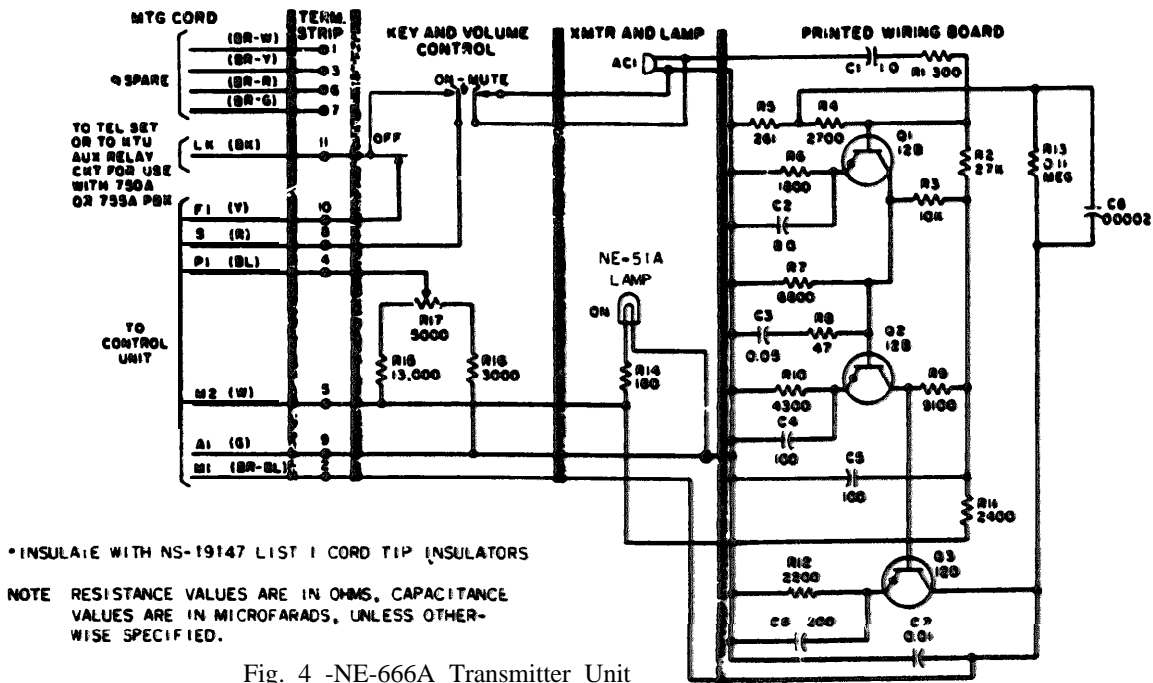 MTG CORD
TERM. STRIP
KEY AND VOLUME CONTROL
XMTR AND LAMP
PRINTED WIRING BOARD
(BR-W) 1
(BR-Y) 3
SPARE
(BR-R) 6
(BR-G) 7
TO TEL SET
OR TO KTU
AUX RELAY
CKT FOR USE
WITH 750A
OR 755A PBX
LK (BK) 11
ON-MUTE
OFF
F1 (Y) 10
S (R) 8
P1 (BL) 4
TO
CONTROL
UNIT
R17
5000
R15
13,000
R16
3000
M2 (W) 5
A1 (G) 9
M1 (BR-BL) 2
AC1
NE-51A
LAMP
ON
R14
180
C1 10
R1 300
R5
261
R4
2700
Q1
12B
R6
1800
R2
27K
R13
0.11
MEG
C2
80
R3
10K
C8
.00002
R7
6800
C3
0.05
R8
47
Q2
12B
R10
4300
R9
9100
C4
100
C5
100
R11
2400
R12
2200
Q3
12D
C6 200
C7
0.01
*INSULATE WITH NS-19147 LIST 1 CORD TIP INSULATORS
NOTE RESISTANCE VALUES ARE IN OHMS, CAPACITANCE
VALUES ARE IN MICROFARADS, UNLESS OTHER-
WISE SPECIFIED.
Fig. 4 -NE-666A Transmitter Unit